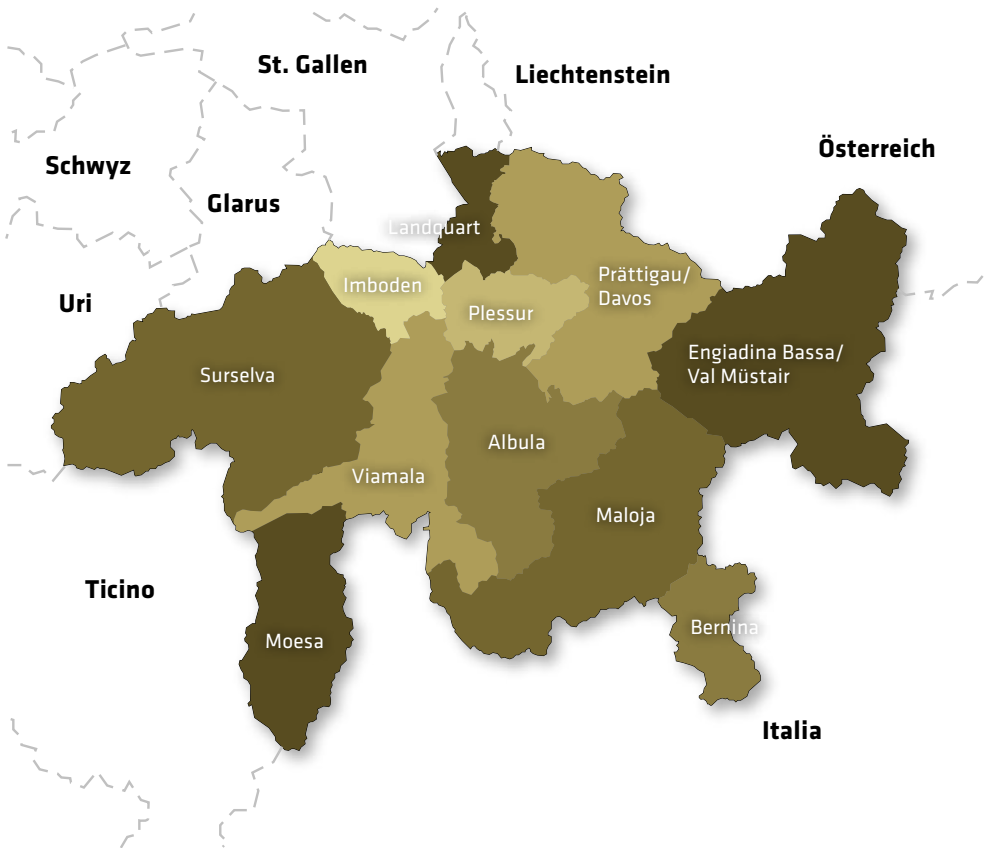 St. Gallen
Liechtenstein
Österreich
Schwyz
Glarus
Landquart
Prättigau/
Davos
Imboden
Uri
Plessur
Engiadina Bassa/
Val Müstair
Surselva
Albula
Viamala
Maloja
Ticino
Moesa
Bernina
Italia